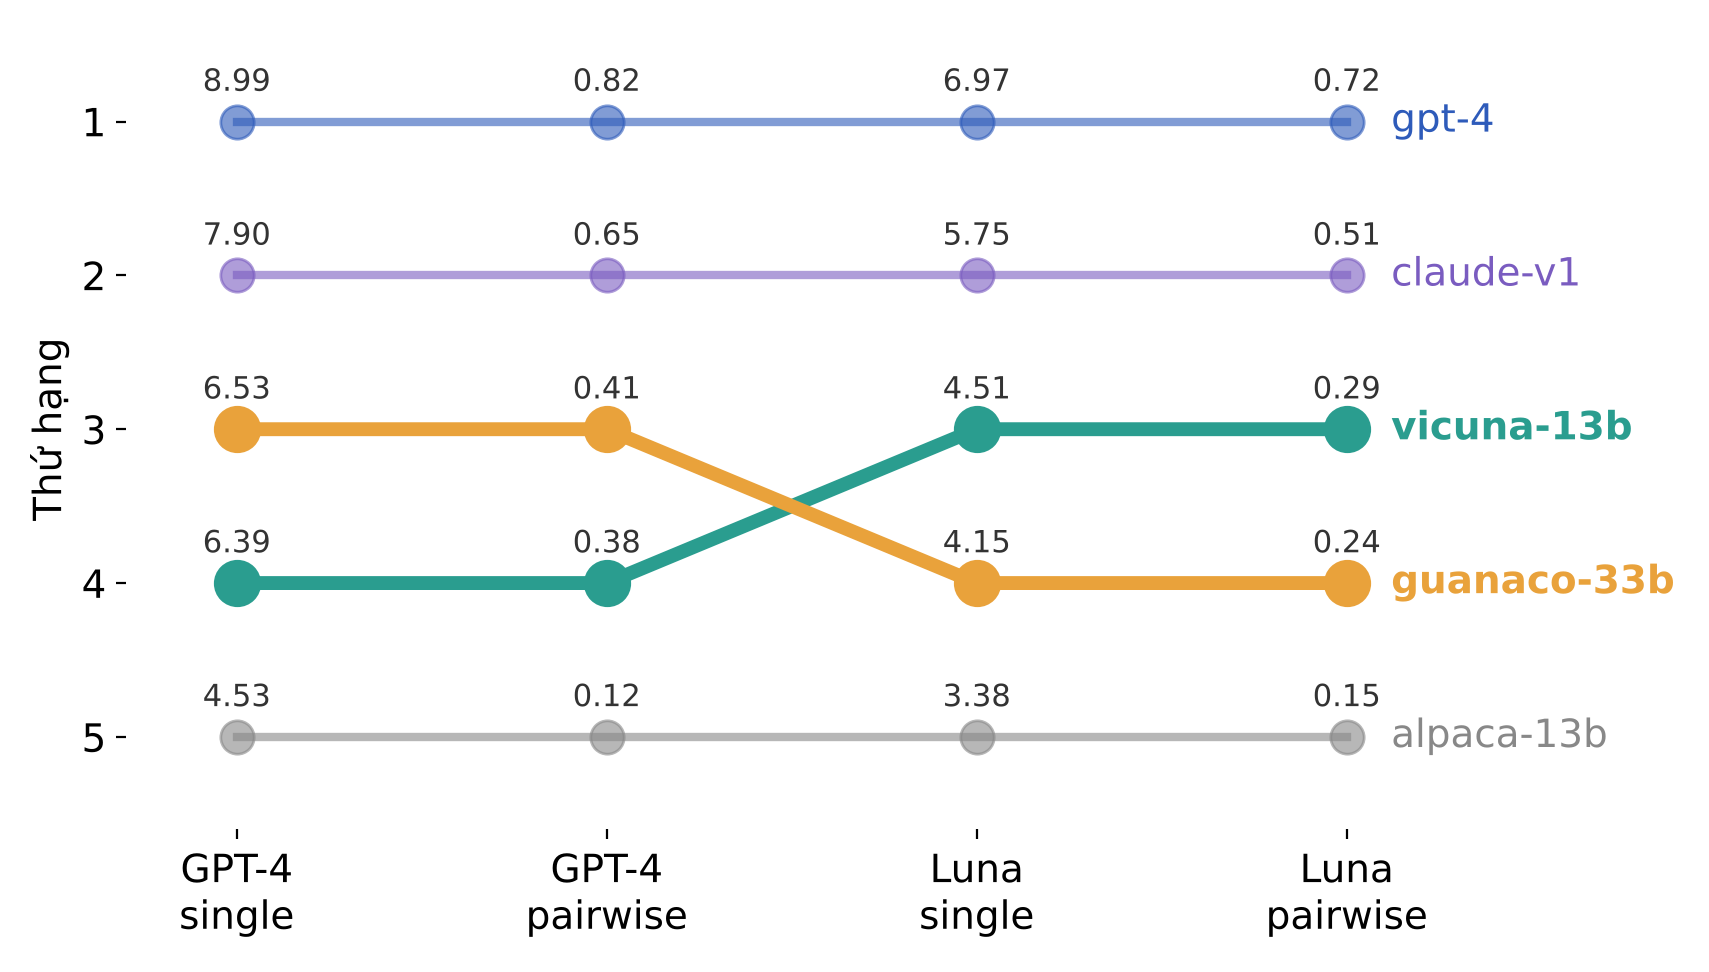 8.99 0.82 6.97 0.72
1 gpt-4
7.90 0.65 5.75 0.51
2 claude-v1
6.53 0.41 4.51 0.29
3 vicuna-13b
Thứ hạng
6.39 0.38 4.15 0.24
4 guanaco-33b
4.53 0.12 3.38 0.15
5 alpaca-13b
GPT-4 GPT-4 Luna Luna
single pairwise single pairwise